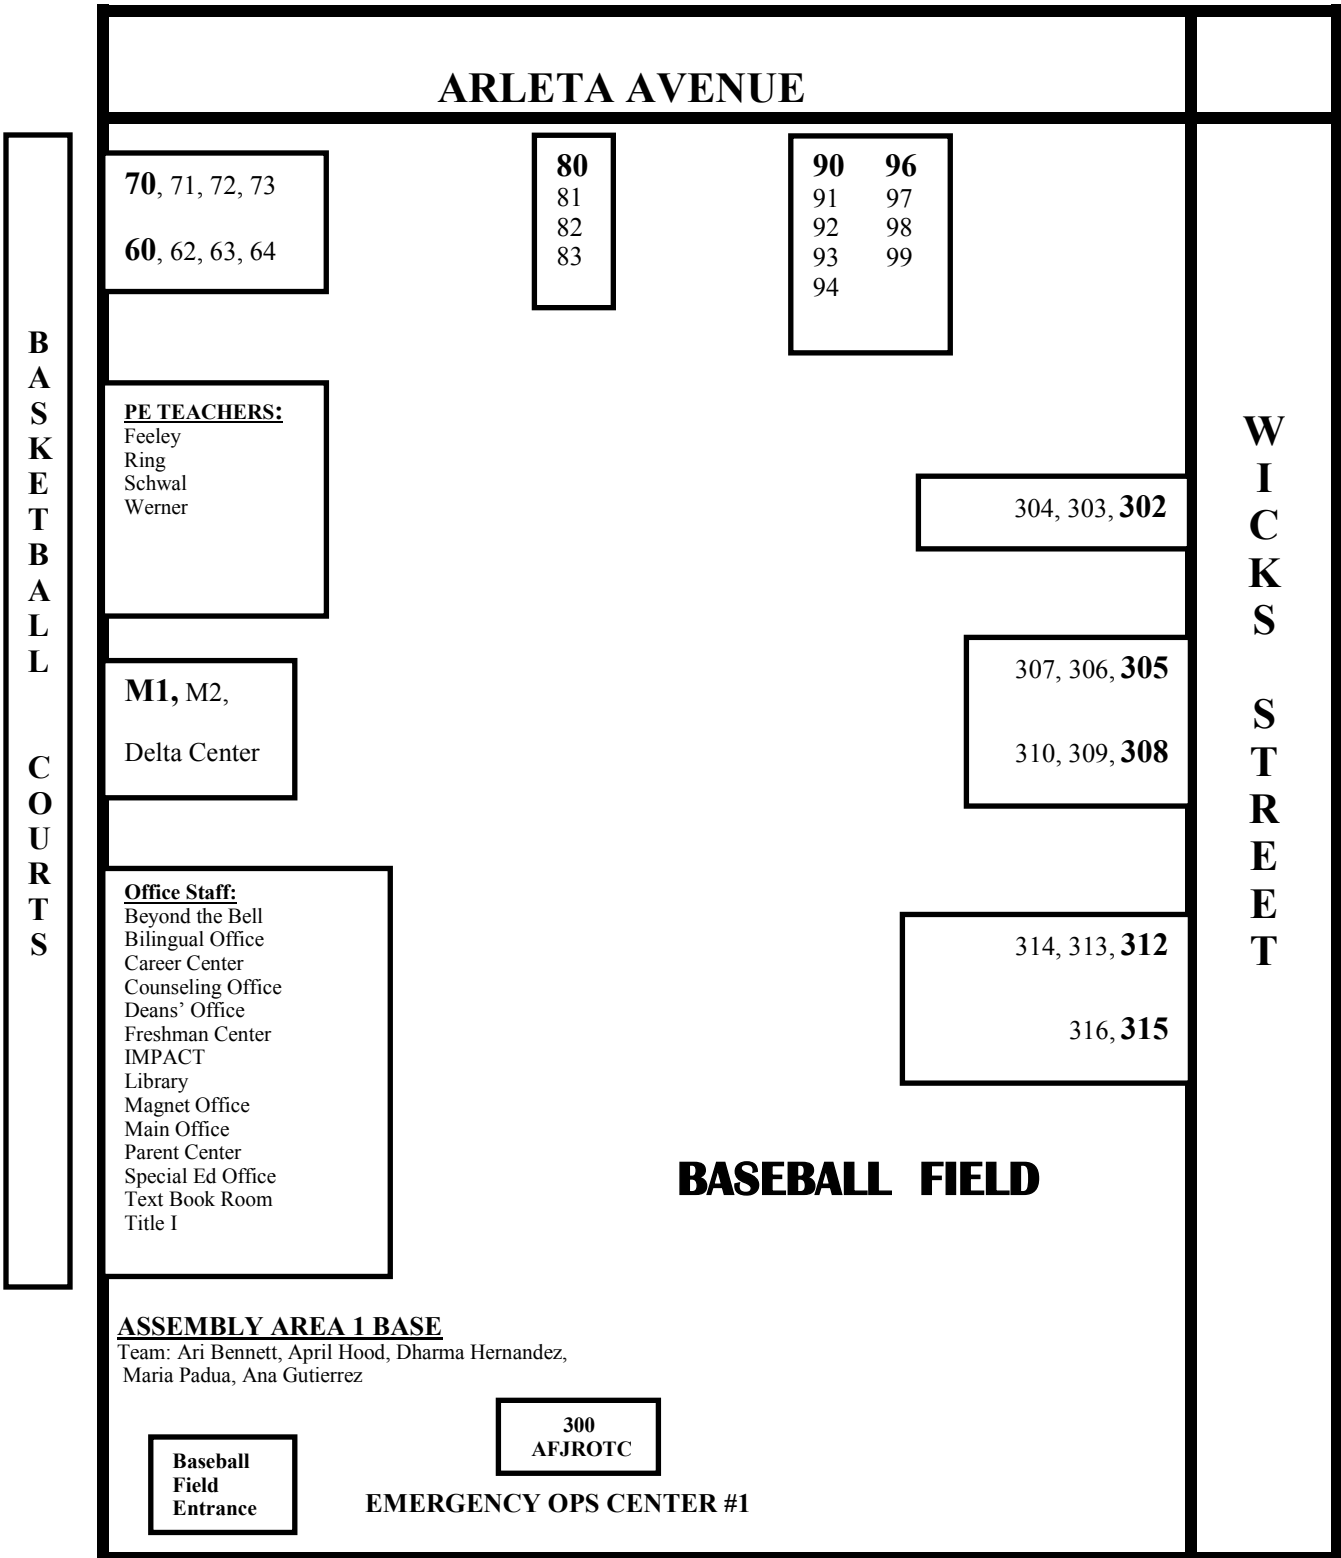 ARLETA AVENUE
BASKETBALL COURTS
70, 71, 72, 73
60, 62, 63, 64
80
81
82
83
90 96
91 97
92 98
93 99
94
PE TEACHERS:
Feeley
Ring
Schwal
Werner
WICKS STREET
304, 303, 302
307, 306, 305
310, 309, 308
M1, M2,
Delta Center
Office Staff:
Beyond the Bell
Bilingual Office
Career Center
Counseling Office
Deans’ Office
Freshman Center
IMPACT
Library
Magnet Office
Main Office
Parent Center
Special Ed Office
Text Book Room
Title I
314, 313, 312
316, 315
BASEBALL FIELD
ASSEMBLY AREA 1 BASE
Team: Ari Bennett, April Hood, Dharma Hernandez,
Maria Padua, Ana Gutierrez
300
AFJROTC
Baseball
Field
Entrance
EMERGENCY OPS CENTER #1